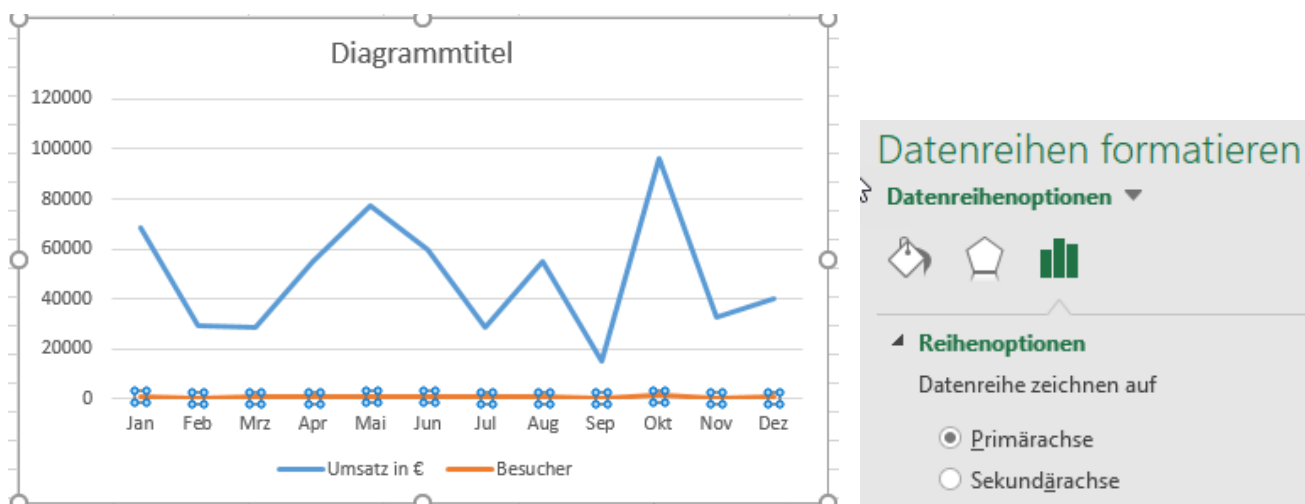 Diagrammtitel
120000
100000
80000
60000
40000
20000
0
Jan Feb Mrz Apr Mai Jun Jul Aug Sep Okt Nov Dez
Umsatz in € Besucher
Datenreihen formatieren
Datenreihenoptionen
Reihenoptionen
Datenreihe zeichnen auf
Primärachse
Sekundärachse